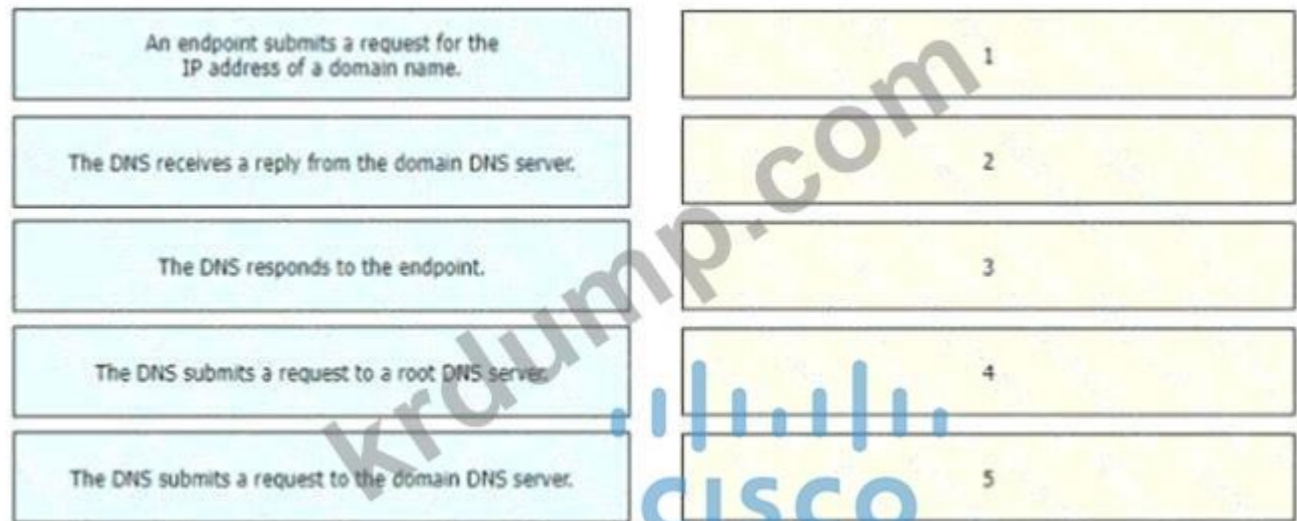 An endpoint submits a request for the
IP address of a domain name.
1
The DNS receives a reply from the domain DNS server.
2
The DNS responds to the endpoint.
3
The DNS submits a request to a root DNS server.
4
The DNS submits a request to the domain DNS server.
5
krdump.com
CISCO